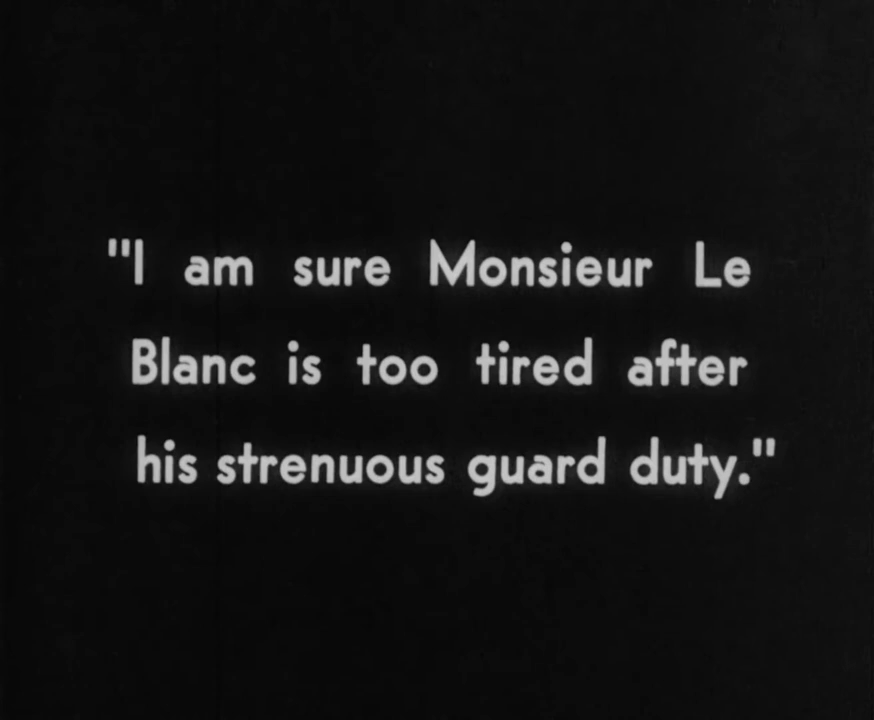 "I am sure Monsieur Le
Blanc is too tired after
his strenuous guard duty."